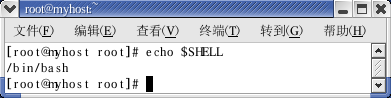 root@myhost:~
文件(F) 编辑(E) 查看(V) 终端(T) 转到(G) 帮助(H)
[root@myhost root]# echo $SHELL
/bin/bash
[root@myhost root]#